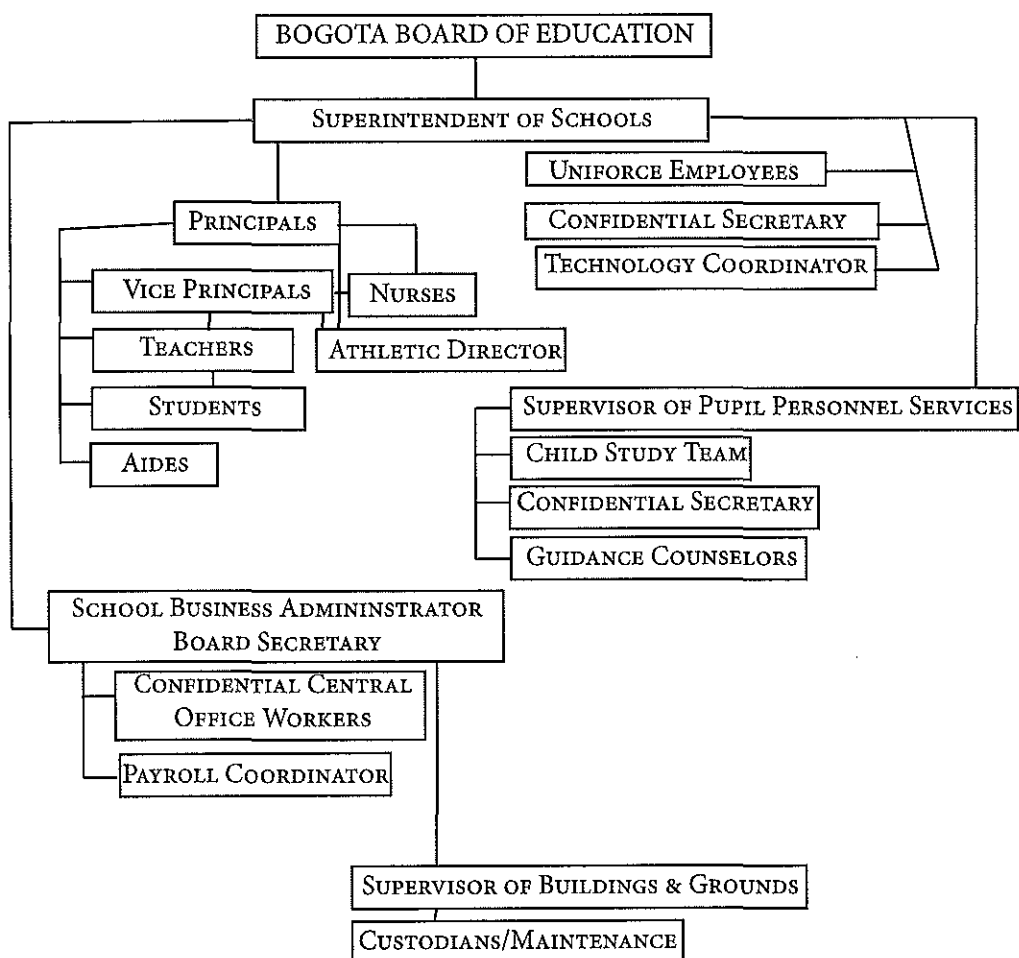 BOGOTA BOARD OF EDUCATION
SUPERINTENDENT OF SCHOOLS
UNIFORCE EMPLOYEES
CONFIDENTIAL SECRETARY
TECHNOLOGY COORDINATOR
PRINCIPALS
VICE PRINCIPALS
NURSES
TEACHERS
ATHLETIC DIRECTOR
STUDENTS
AIDES
SUPERVISOR OF PUPIL PERSONNEL SERVICES
CHILD STUDY TEAM
CONFIDENTIAL SECRETARY
GUIDANCE COUNSELORS
SCHOOL BUSINESS ADMININSTRATOR
BOARD SECRETARY
CONFIDENTIAL CENTRAL
OFFICE WORKERS
PAYROLL COORDINATOR
SUPERVISOR OF BUILDINGS & GROUNDS
CUSTODIANS/MAINTENANCE